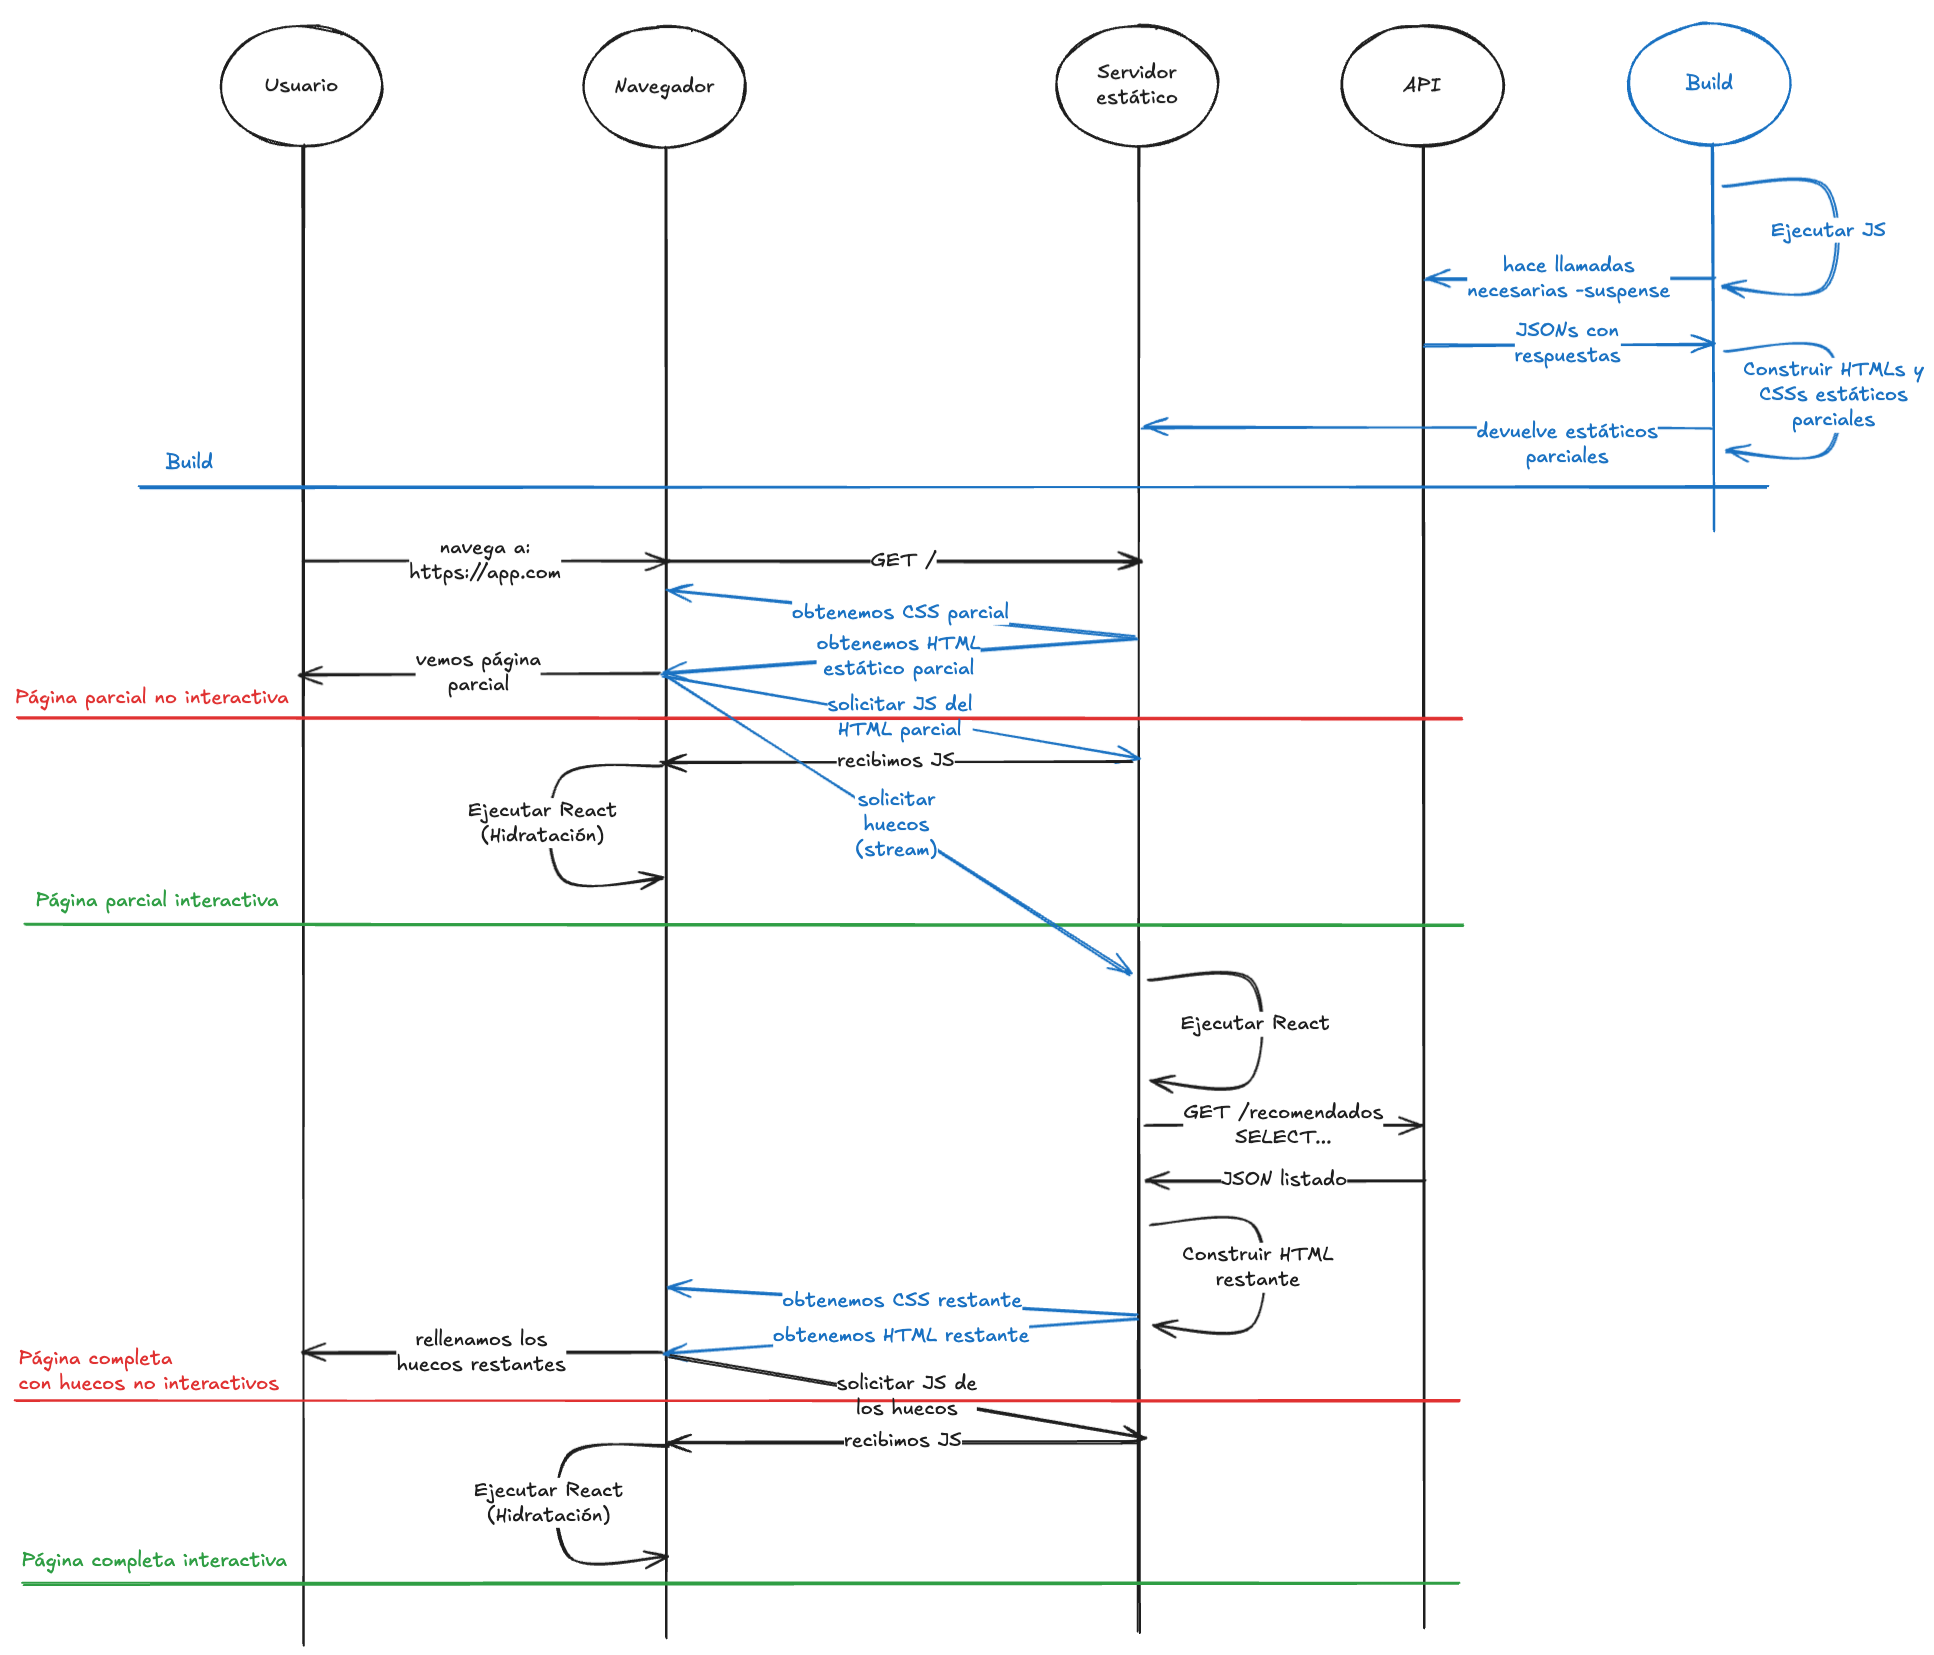 Usuario
Navegador
Servidor
estático
API
Build
Ejecutar JS
hace llamadas
necesarias -suspense
JSONs con
respuestas
Construir HTMLs y
CSSs estáticos
parciales
devuelve estáticos
parciales
Build
navega a:
https://app.com
GET /
obtenemos CSS parcial
obtenemos HTML
estático parcial
vemos página
parcial
Página parcial no interactiva
solicitar JS del
HTML parcial
recibimos JS
Ejecutar React
(Hidratación)
solicitar
huecos
(stream)
Página parcial interactiva
Ejecutar React
GET /recomendados
SELECT...
JSON listado
Construir HTML
restante
obtenemos CSS restante
obtenemos HTML restante
rellenamos los
huecos restantes
Página completa
con huecos no interactivos
solicitar JS de
los huecos
recibimos JS
Ejecutar React
(Hidratación)
Página completa interactiva